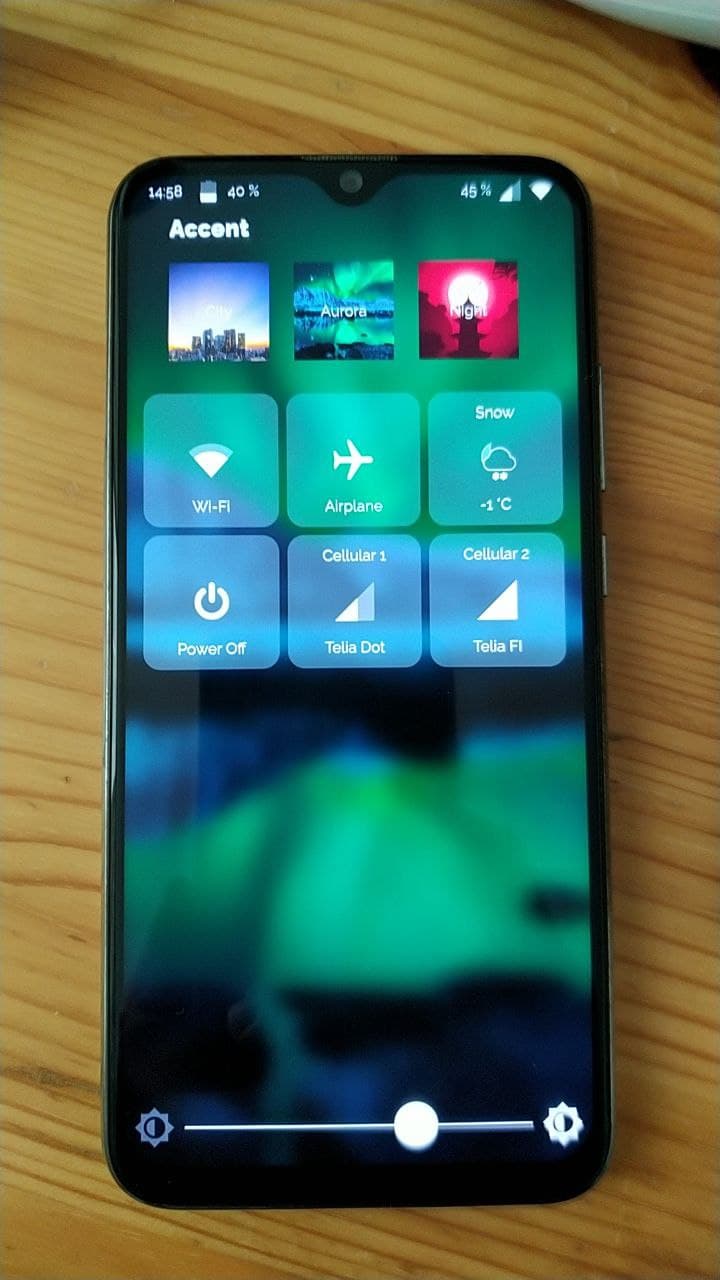 14:58 40 % 45 %
Accent
City Aurora Night
Wi-Fi Airplane Snow
-1 °C
Power Off Cellular 1
Telia Dot Cellular 2
Telia FI